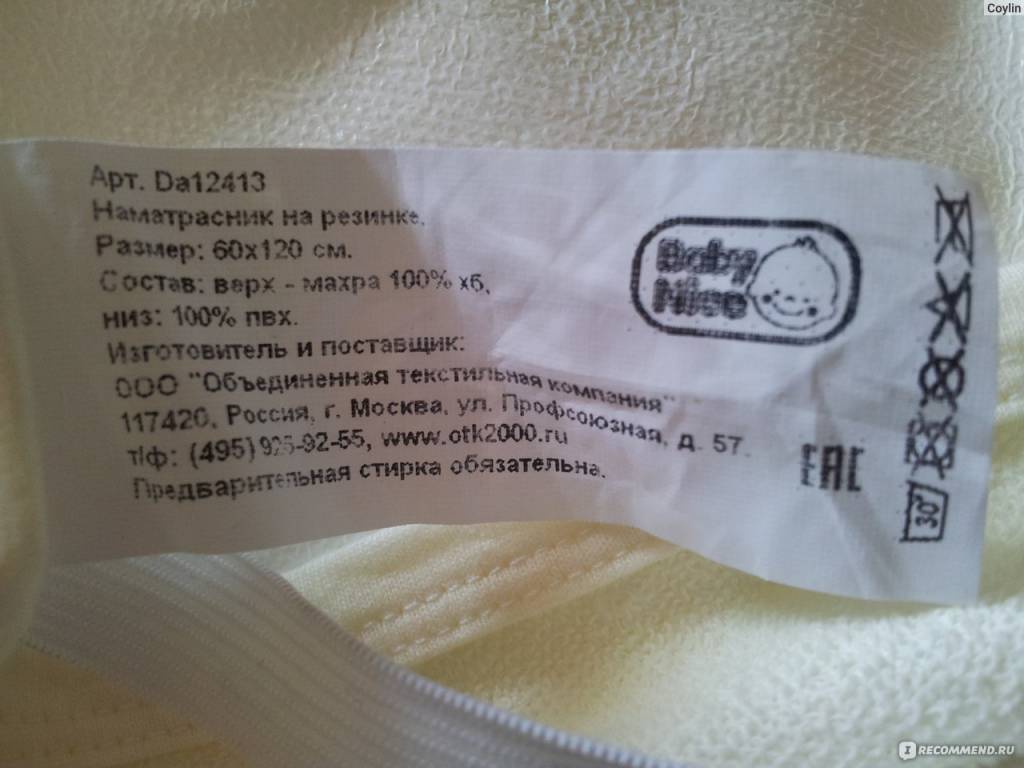 Coylin
Арт. Da12413
Наматрасник на резинке.
Размер: 60х120 см.
Состав: верх - махра 100% хб,
низ: 100% пвх.
Изготовитель и поставщик:
ООО "Объединенная текстильная компания"
117420, Россия, г. Москва, ул. Профсоюзная, д. 57.
т/ф: (495) 925-92-55, www.otk2000.ru
Предварительная стирка обязательна.
Baby
Nice
EAC
30°
IRECOMMEND.RU